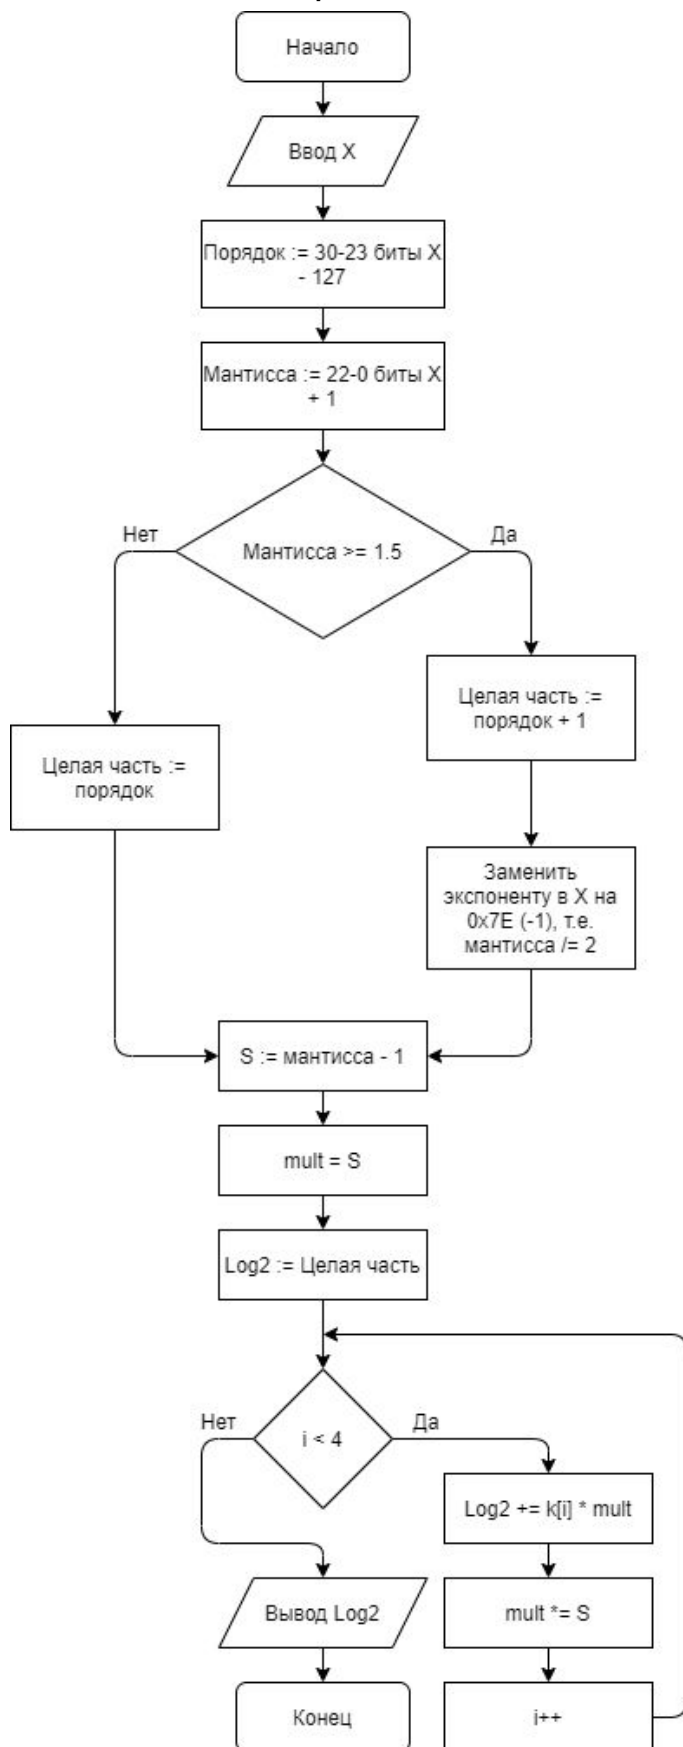 Начало
Ввод X
Порядок := 30-23 биты X
- 127
Мантисса := 22-0 биты X
+ 1
Мантисса >= 1.5
Нет
Да
Целая часть :=
порядок + 1
Целая часть :=
порядок
Заменить
экспоненту в X на
0x7E (-1), т.е.
мантисса /= 2
S := мантисса - 1
mult = S
Log2 := Целая часть
i < 4
Нет
Да
Log2 += k[i] * mult
Вывод Log2
mult *= S
Конец
i++